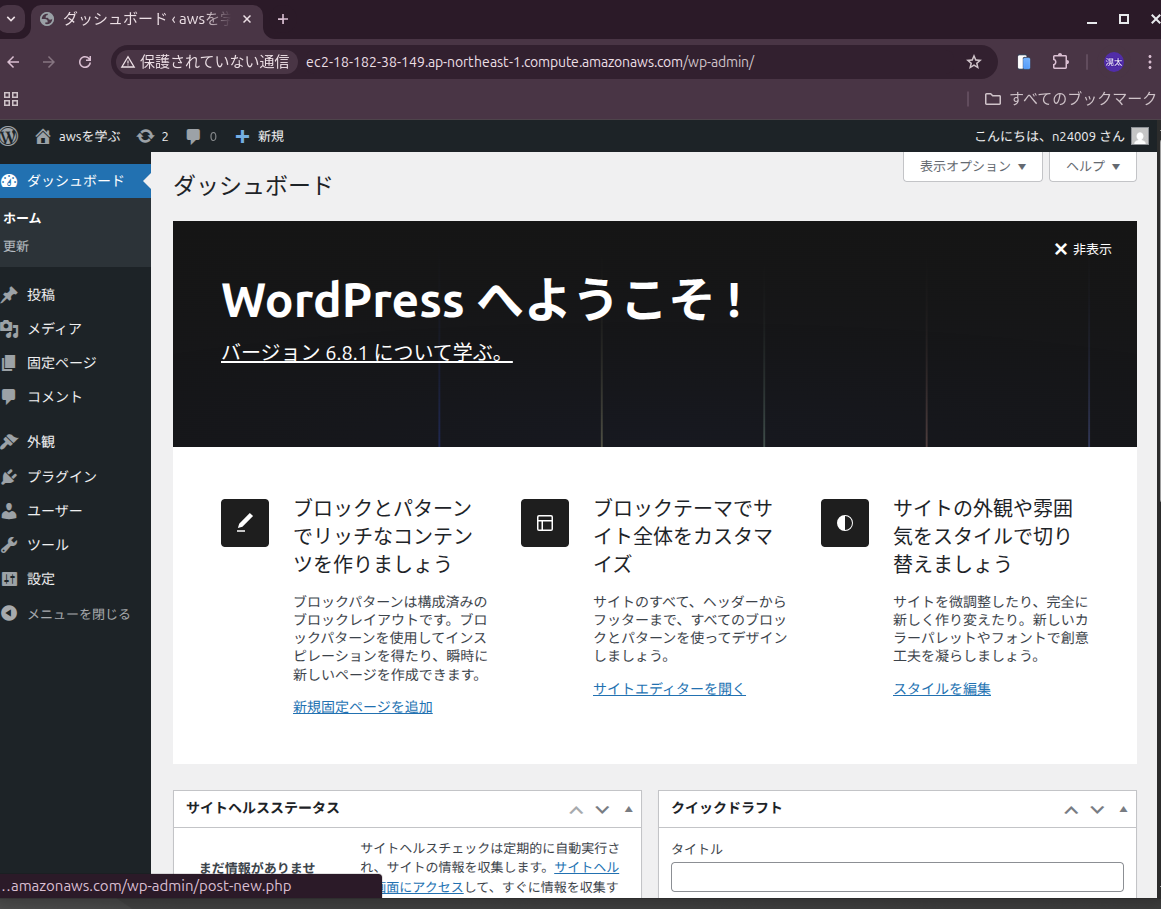 ダッシュボード ‹ awsを学
保護されていない通信 ec2-18-182-38-149.ap-northeast-1.compute.amazonaws.com/wp-admin/
滉太
すべてのブックマーク
awsを学ぶ 2 0 新規 こんにちは、n24009 さん
ダッシュボード
ホーム
更新
投稿
メディア
固定ページ
コメント
外観
プラグイン
ユーザー
ツール
設定
メニューを閉じる
表示オプション ▼ ヘルプ ▼
ダッシュボード
非表示
WordPress へようこそ !
バージョン 6.8.1 について学ぶ。
ブロックとパターン
でリッチなコンテン
ツを作りましょう
ブロックパターンは構成済みの
ブロックレイアウトです。ブロ
ックパターンを使用してインス
ピレーションを得たり、瞬時に
新しいページを作成できます。
新規固定ページを追加
ブロックテーマでサ
イト全体をカスタマ
イズ
サイトのすべて、ヘッダーから
フッターまで、すべてのブロッ
クとパターンを使ってデザイン
しましょう。
サイトエディターを開く
サイトの外観や雰囲
気をスタイルで切り
替えましょう
サイトを微調整したり、完全に
新しく作り変えたり。新しいカ
ラーパレットやフォントで創意
工夫を凝らしましょう。
スタイルを編集
サイトヘルスステータス
まだ情報がありませ
サイトヘルスチェックは定期的に自動実行さ
れ、サイトの情報を収集します。サイトヘル
画面にアクセスして、すぐに情報を収集す
クイックドラフト
タイトル
..amazonaws.com/wp-admin/post-new.php